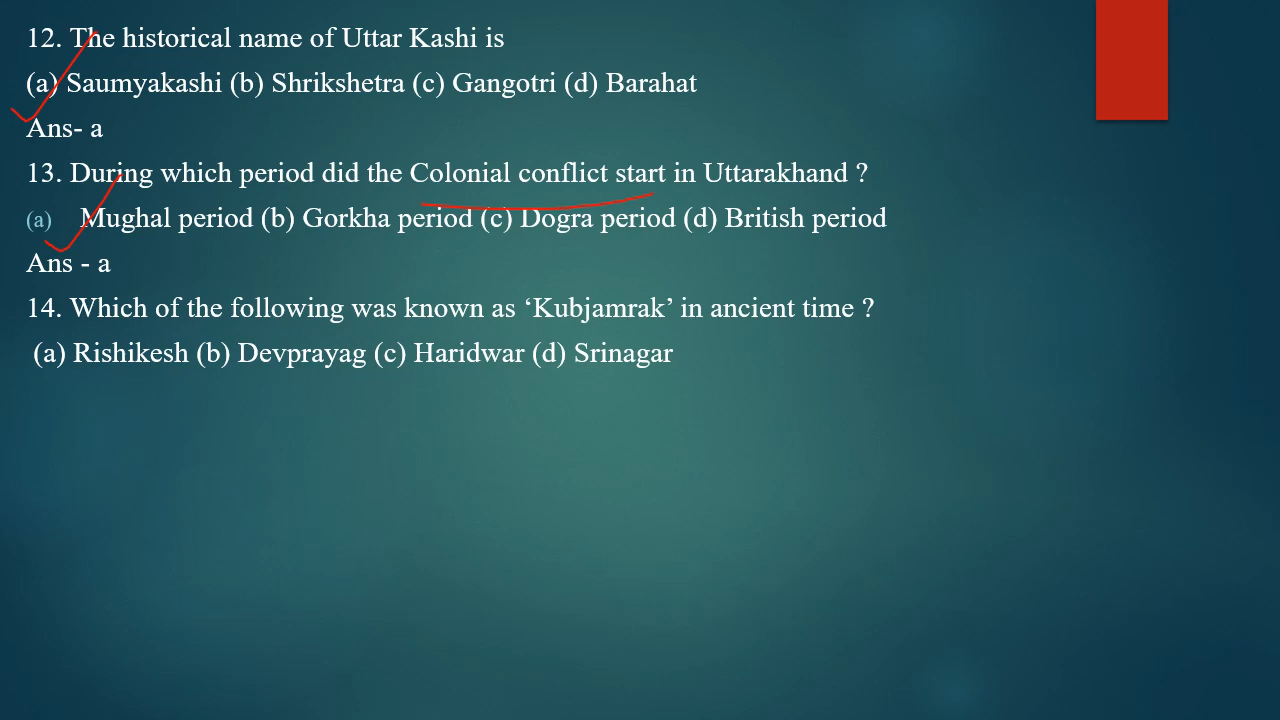 12. The historical name of Uttar Kashi is
(a) Saumyakashi (b) Shrikshetra (c) Gangotri (d) Barahat
Ans- a
13. During which period did the Colonial conflict start in Uttarakhand ?
(a) Mughal period (b) Gorkha period (c) Dogra period (d) British period
Ans - a
14. Which of the following was known as ‘Kubjamrak’ in ancient time ?
(a) Rishikesh (b) Devprayag (c) Haridwar (d) Srinagar